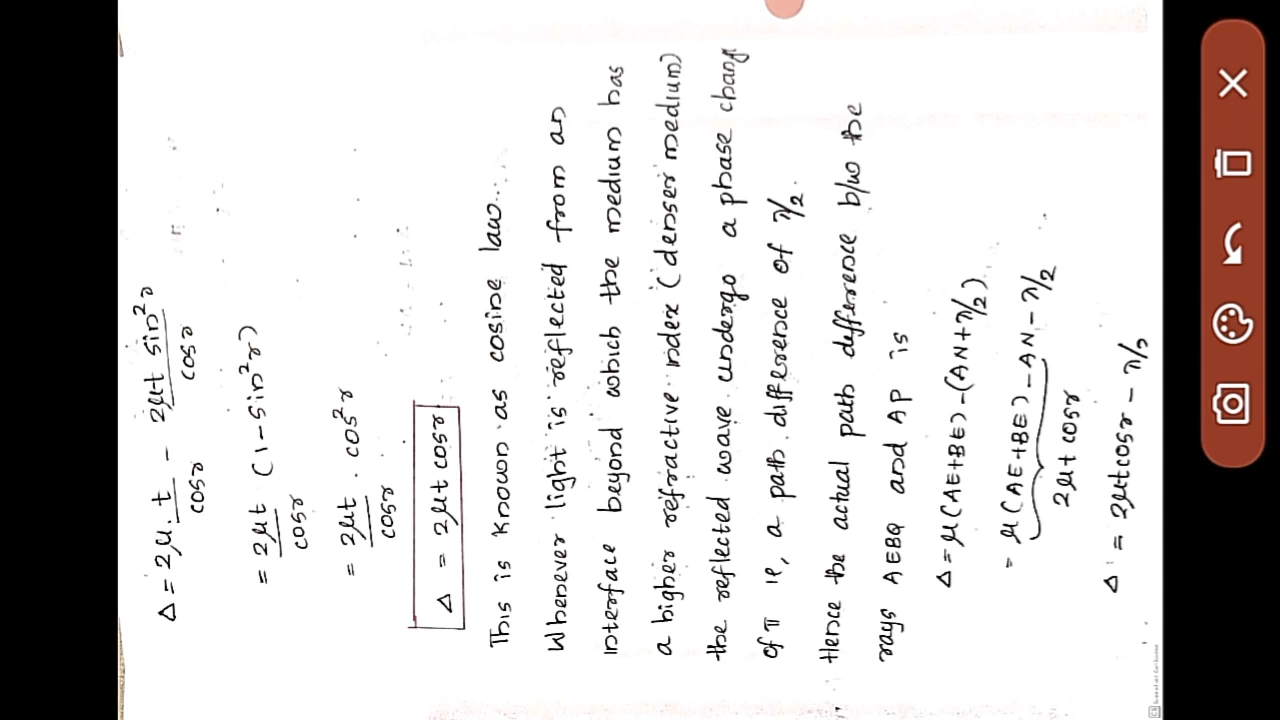 Δ = 2μ. t/cosr - 2μt sin²r/cosr
= 2μt/cosr (1-sin²r)
= 2μt/cosr . cos²r
Δ = 2μt cosr
This is known as cosine law...
Whenever light is reflected from an
interface beyond which the medium has
a higher refractive index (denser medium)
the reflected wave undergo a phase chang
of π ie, a path difference of λ/2.
Hence the actual path difference b/w the
rays AEBQ and AP is
Δ = μ(AE+BE) - (AN+λ/2)
= μ(AE+BE) - AN - λ/2
2μt cosr
Δ = 2μtcosr - λ/2